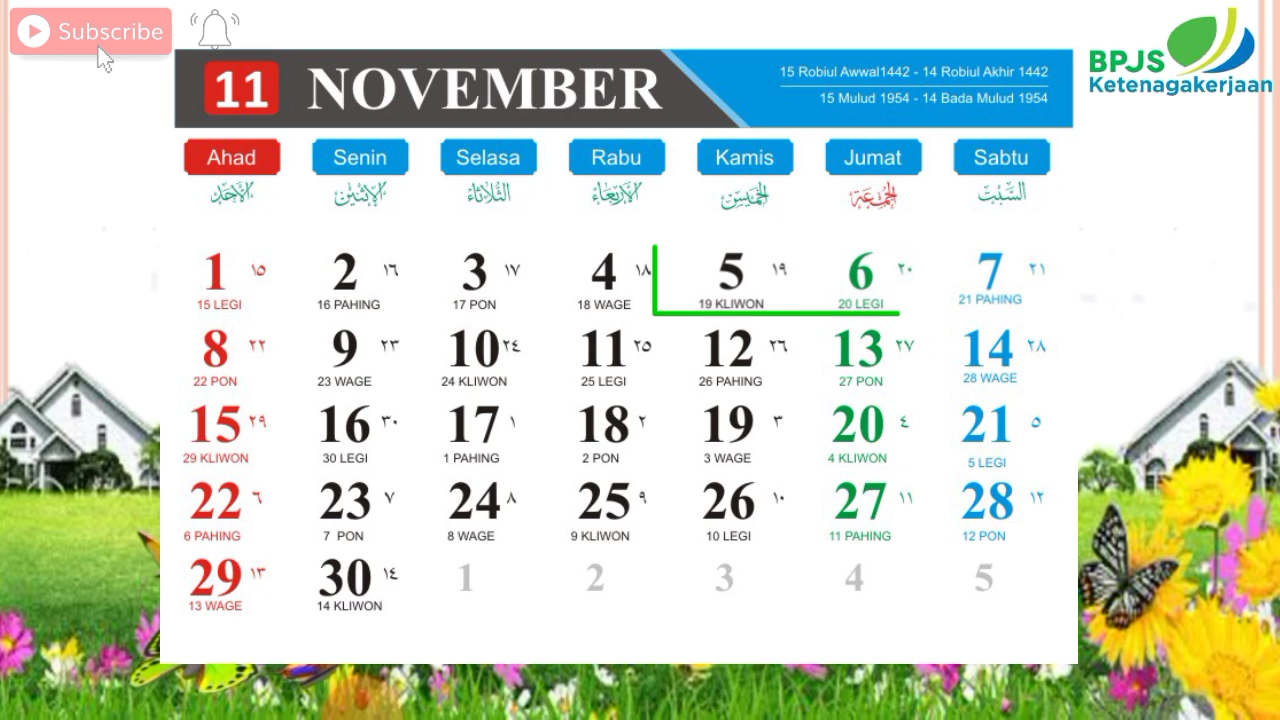 Subscribe
BPJS
Ketenagakerjaan
11 NOVEMBER
15 Robiul Awwal1442 - 14 Robiul Akhir 1442
15 Mulud 1954 - 14 Bada Mulud 1954
Ahad Senin Selasa Rabu Kamis Jumat Sabtu
الأحد الإثنين الثلاثاء الأربعاء الخميس الجمعة السبت
1 ١٥ 2 ١٦ 3 ١٧ 4 ١٨ 5 ١٩ 6 ٢٠ 7 ٢١
15 LEGI 16 PAHING 17 PON 18 WAGE 19 KLIWON 20 LEGI 21 PAHING
8 ٢٢ 9 ٢٣ 10 ٢٤ 11 ٢٥ 12 ٢٦ 13 ٢٧ 14 ٢٨
22 PON 23 WAGE 24 KLIWON 25 LEGI 26 PAHING 27 PON 28 WAGE
15 ٢٩ 16 ٣٠ 17 ١ 18 ٢ 19 ٣ 20 ٤ 21 ٥
29 KLIWON 30 LEGI 1 PAHING 2 PON 3 WAGE 4 KLIWON 5 LEGI
22 ٦ 23 ٧ 24 ٨ 25 ٩ 26 ١٠ 27 ١١ 28 ١٢
6 PAHING 7 PON 8 WAGE 9 KLIWON 10 LEGI 11 PAHING 12 PON
29 ١٣ 30 ١٤ 1 2 3 4 5
13 WAGE 14 KLIWON